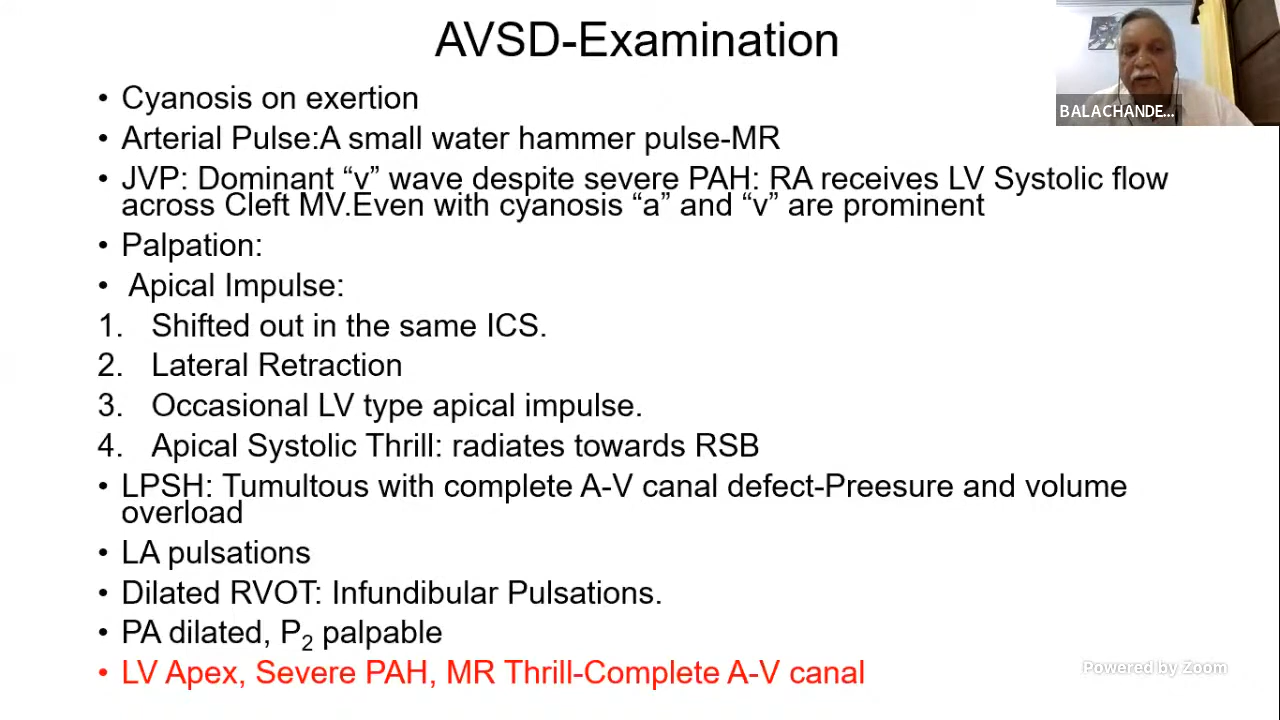 AVSD-Examination
BALACHANDE...
• Cyanosis on exertion
• Arterial Pulse:A small water hammer pulse-MR
• JVP: Dominant “v” wave despite severe PAH: RA receives LV Systolic flow
across Cleft MV.Even with cyanosis “a” and “v” are prominent
• Palpation:
• Apical Impulse:
1. Shifted out in the same ICS.
2. Lateral Retraction
3. Occasional LV type apical impulse.
4. Apical Systolic Thrill: radiates towards RSB
• LPSH: Tumultous with complete A-V canal defect-Preesure and volume
overload
• LA pulsations
• Dilated RVOT: Infundibular Pulsations.
• PA dilated, P₂ palpable
• LV Apex, Severe PAH, MR Thrill-Complete A-V canal
Powered by Zoom